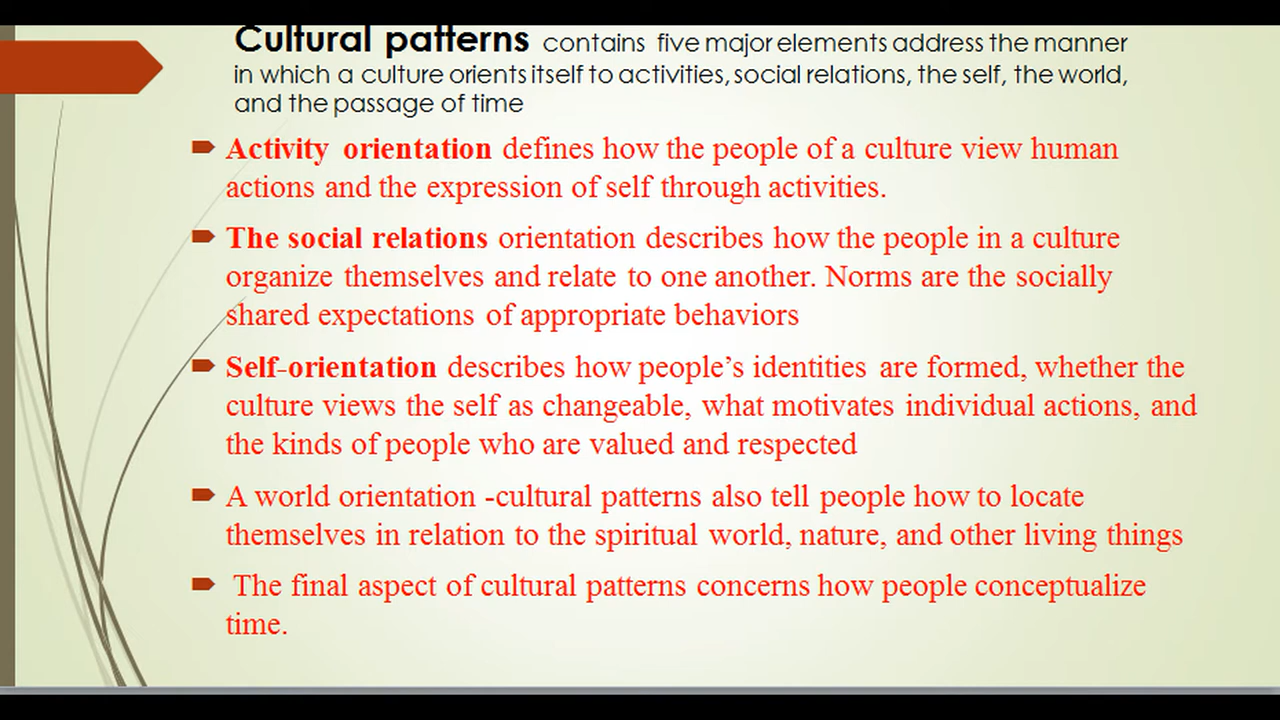 Cultural patterns contains five major elements address the manner
in which a culture orients itself to activities, social relations, the self, the world,
and the passage of time
Activity orientation defines how the people of a culture view human
actions and the expression of self through activities.
The social relations orientation describes how the people in a culture
organize themselves and relate to one another. Norms are the socially
shared expectations of appropriate behaviors
Self-orientation describes how people’s identities are formed, whether the
culture views the self as changeable, what motivates individual actions, and
the kinds of people who are valued and respected
A world orientation -cultural patterns also tell people how to locate
themselves in relation to the spiritual world, nature, and other living things
The final aspect of cultural patterns concerns how people conceptualize
time.